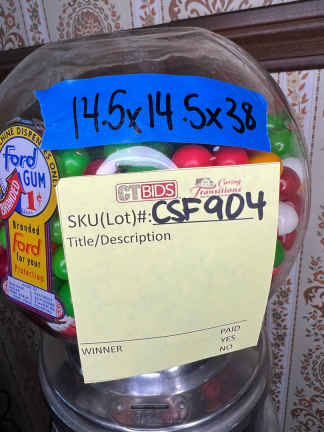 14.5x14.5x38
CTBIDS
Caring
Transitions
SKU(Lot)#: CSF904
Title/Description
WINNER
PAID
YES
NO
Ford
GUM
1¢
Branded
Ford
for your
Protection